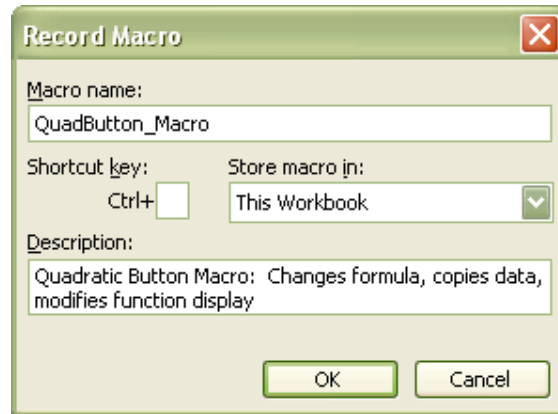 Record Macro
Macro name:
QuadButton_Macro
Shortcut key:
Store macro in:
Ctrl+
This Workbook
Description:
Quadratic Button Macro:  Changes formula, copies data,
modifies function display
OK
Cancel